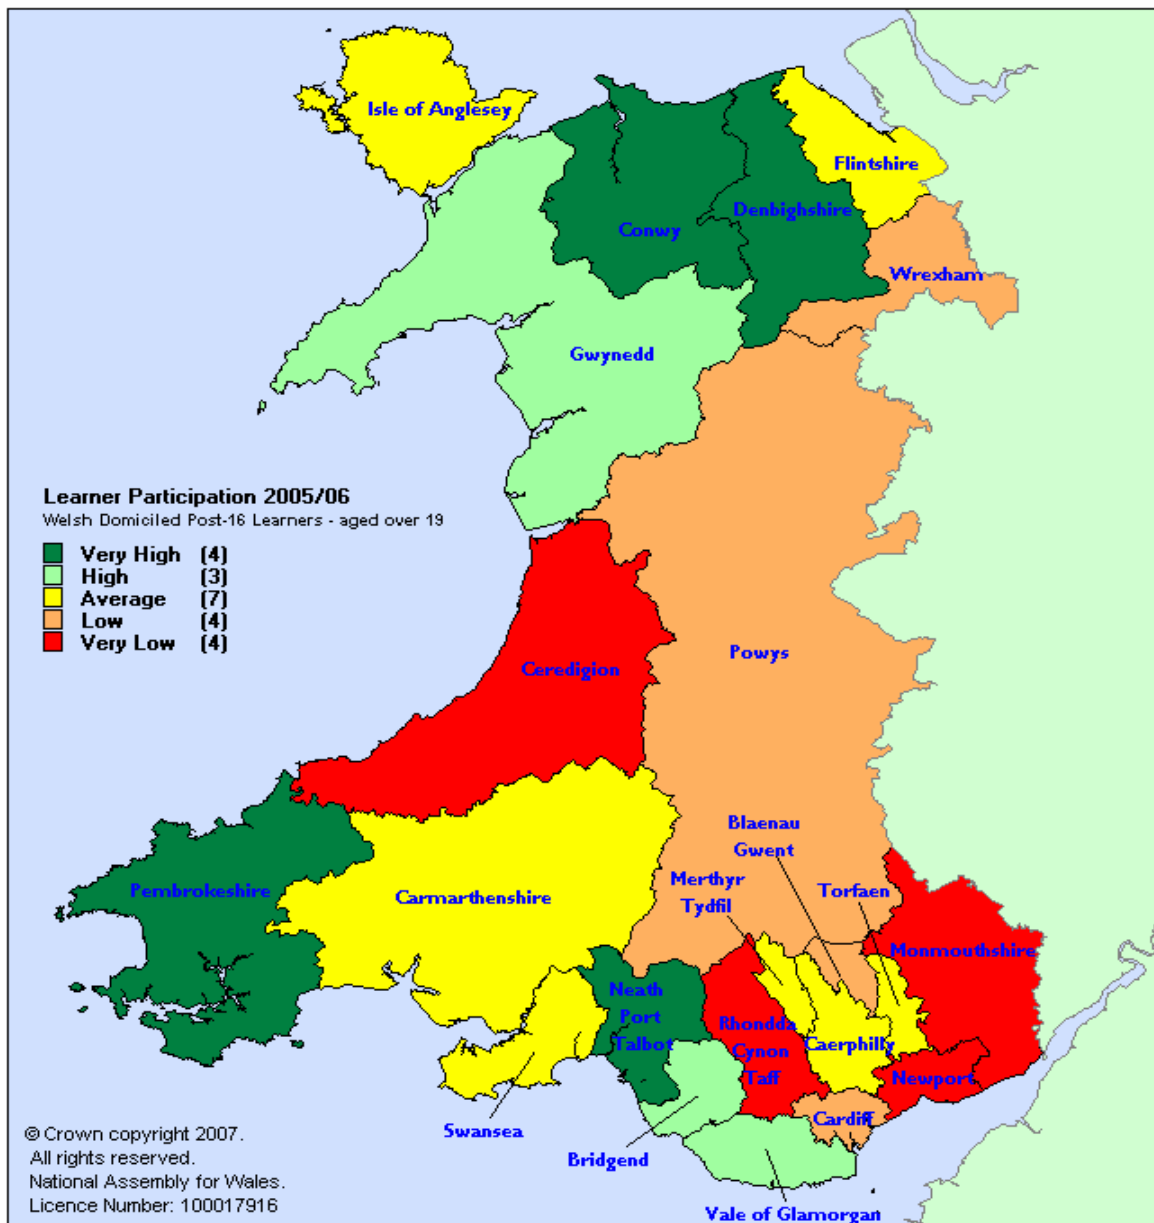 Isle of Anglesey
Flintshire
Denbighshire
Conwy
Wrexham
Gwynedd
Learner Participation 2005/06
Welsh Domiciled Post-16 Learners - aged over 19
Very High (4)
High (3)
Average (7)
Low (4)
Very Low (4)
Powys
Ceredigion
Blaenau
Gwent
Merthyr
Tydfil
Torfaen
Pembrokeshire
Carmarthenshire
Monmouthshire
Neath
Port
Talbot
Rhondda
Cynon
Taff
Caerphilly
Newport
Cardiff
Swansea
Bridgend
Vale of Glamorgan
© Crown copyright 2007.
All rights reserved.
National Assembly for Wales.
Licence Number: 100017916